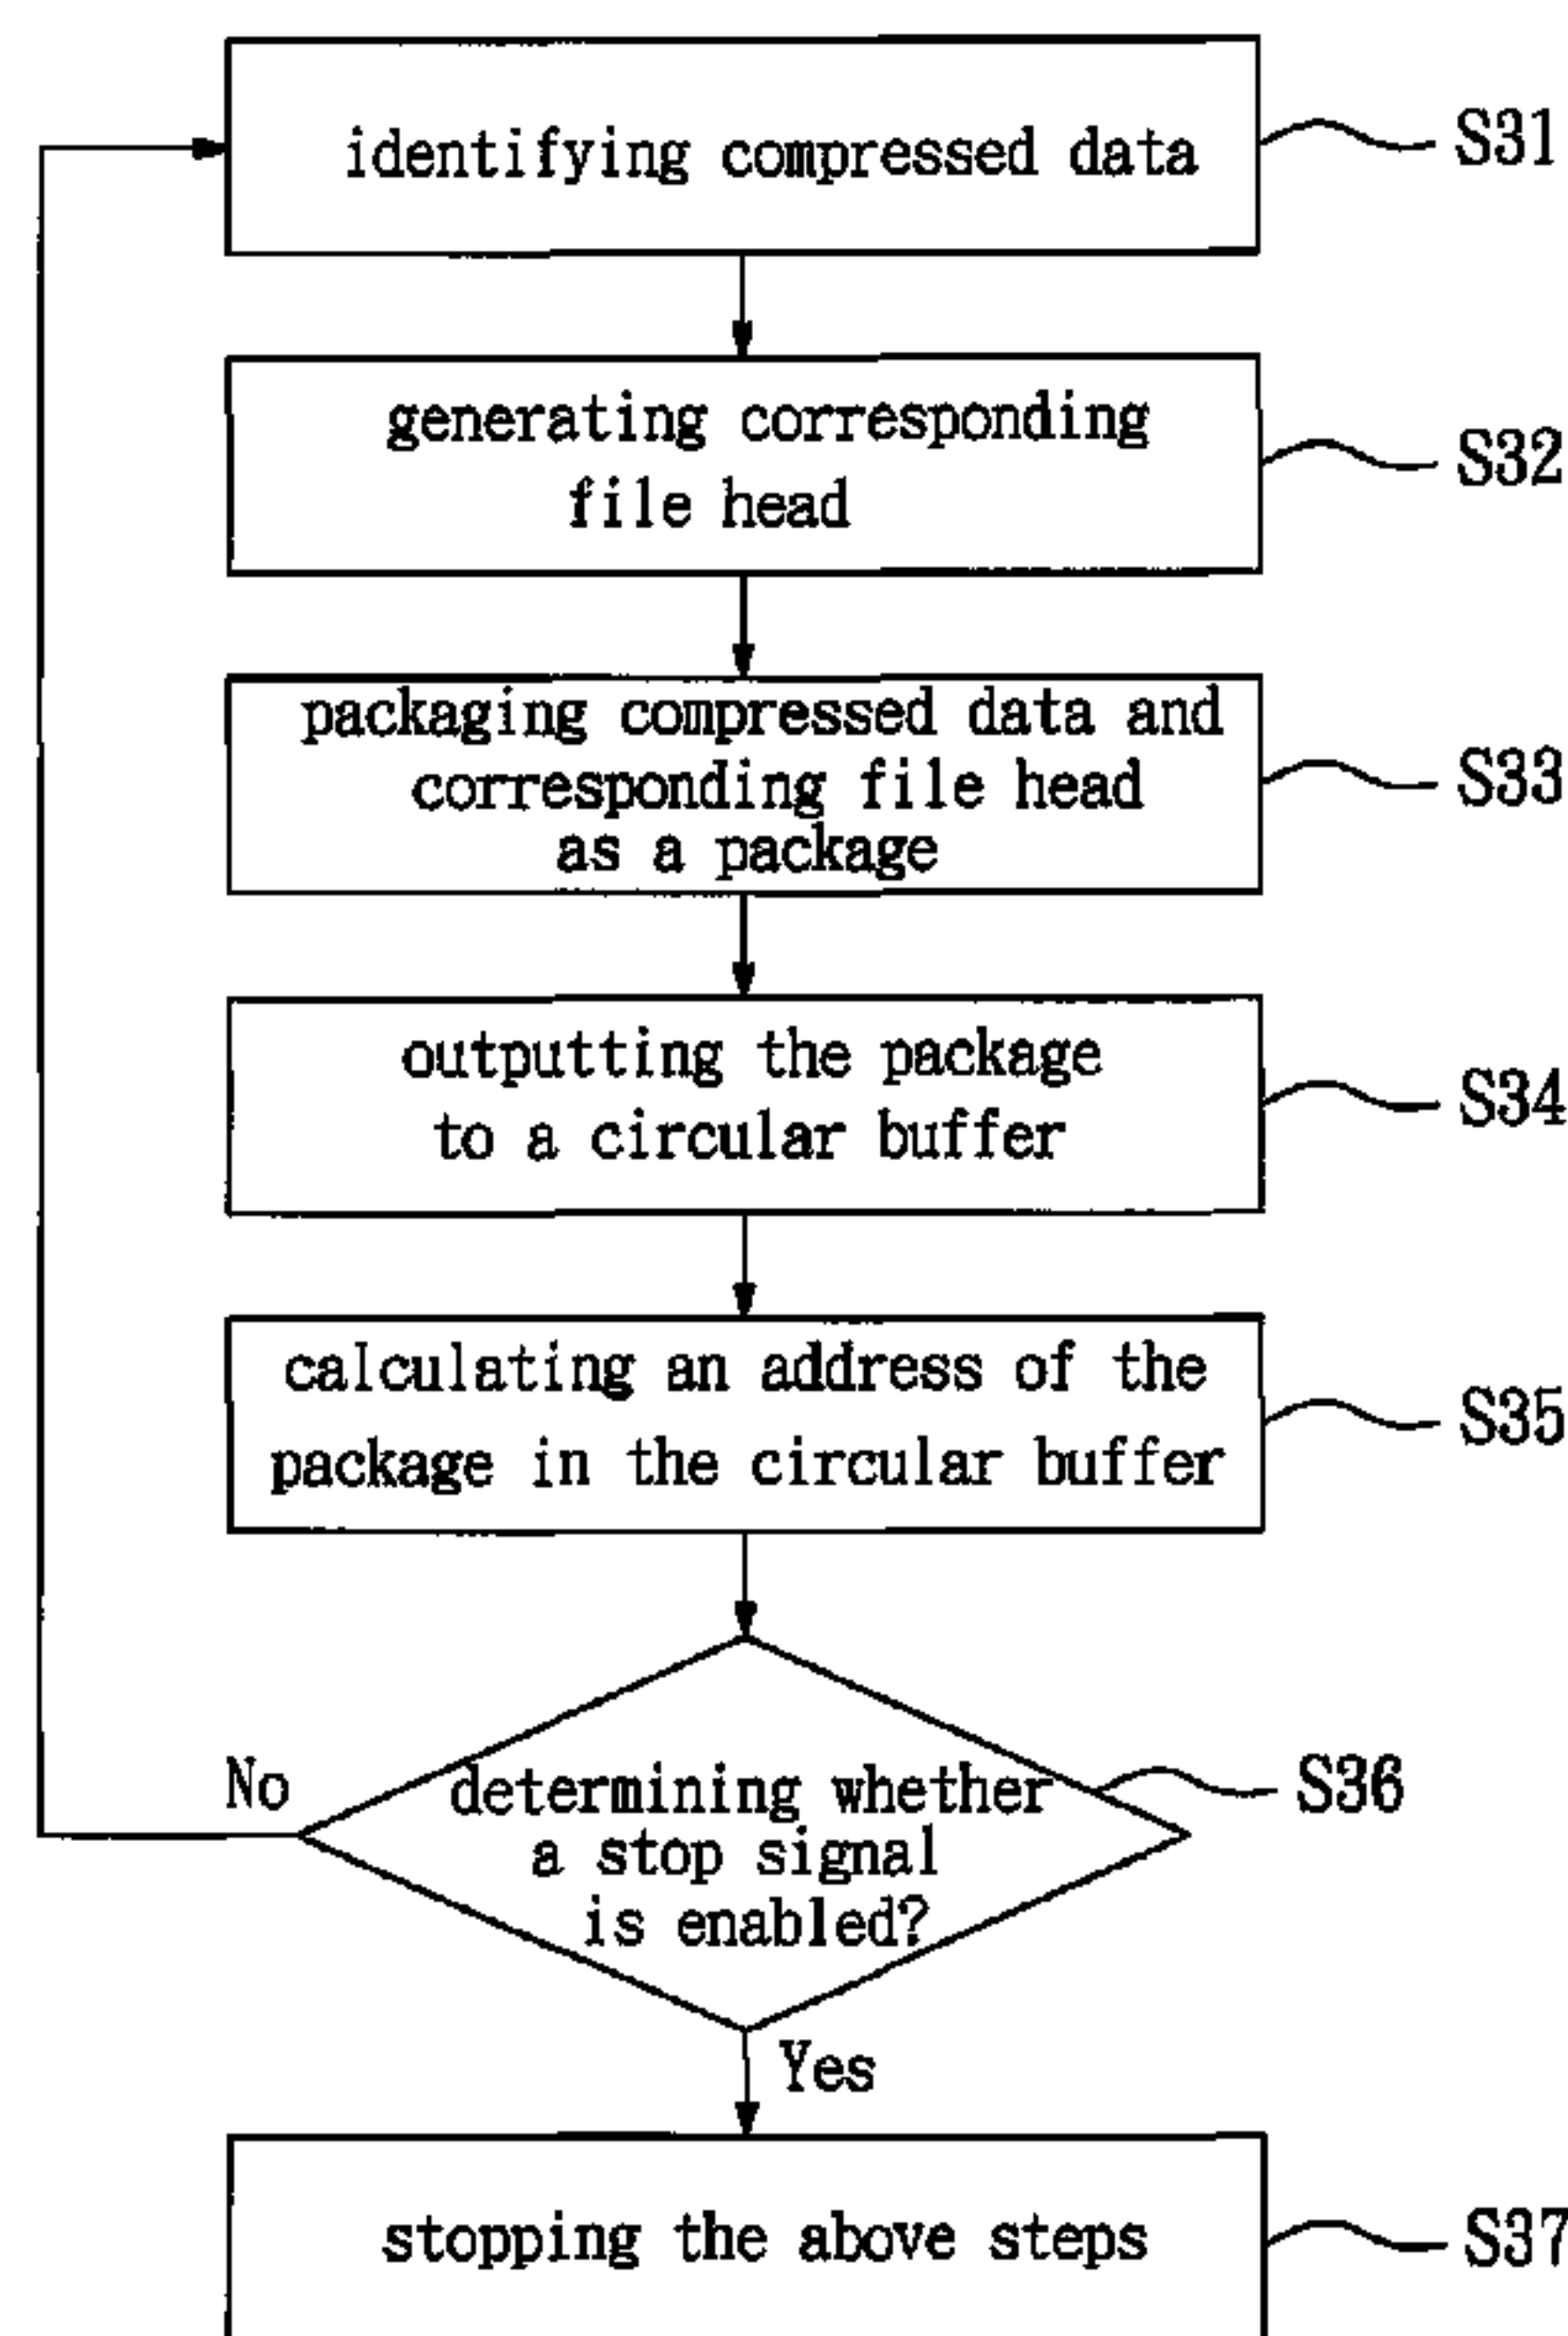 identifying compressed data
S31
generating corresponding
file head
S32
packaging compressed data and
corresponding file head
as a package
S33
outputting the package
to a circular buffer
S34
calculating an address of the
package in the circular buffer
S35
No
determining whether
a stop signal
is enabled?
S36
Yes
stopping the above steps
S37